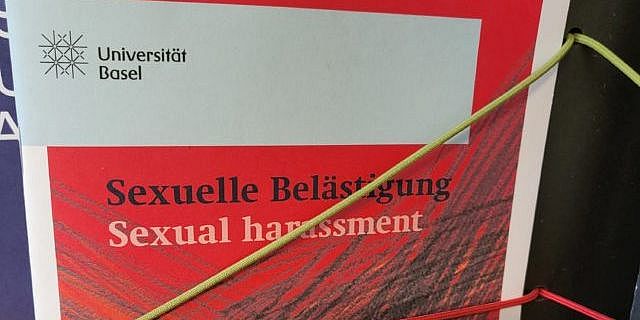 Universität
Basel
Sexuelle Belästigung
Sexual harassment